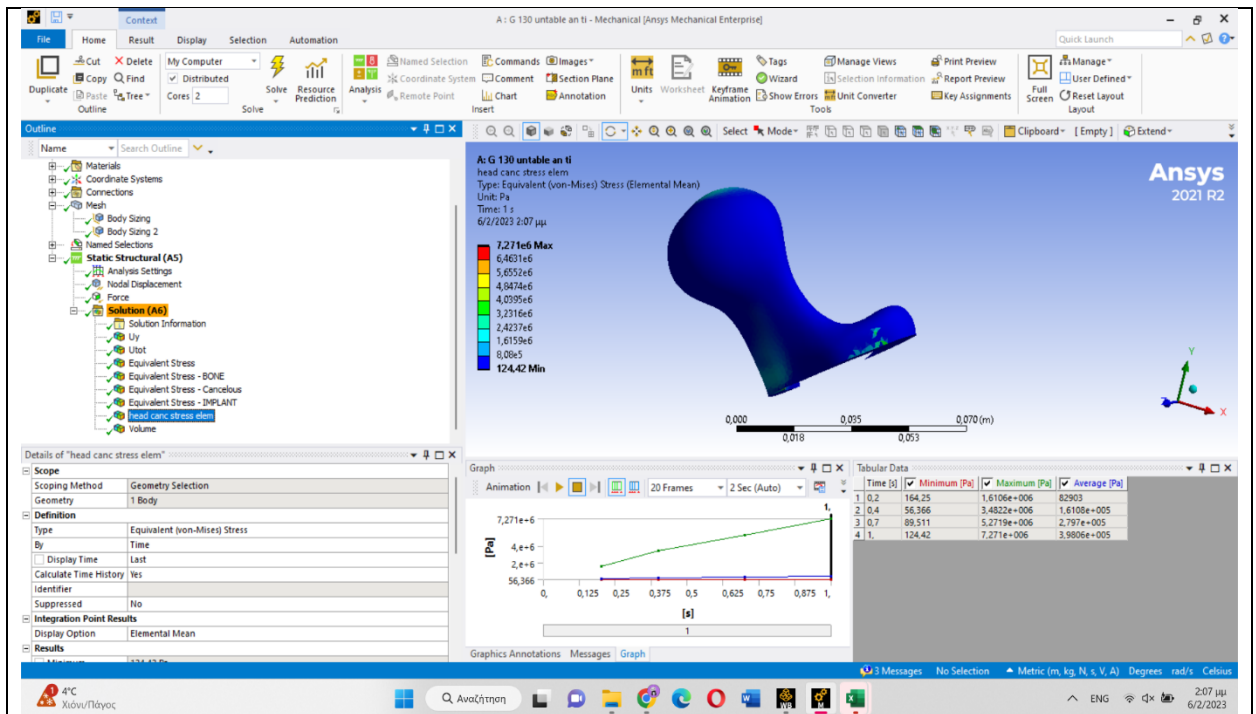 Context
A : G 130 untable an ti - Mechanical [Ansys Mechanical Enterprise]
File Home Result Display Selection Automation Quick Launch
Duplicate Cut Copy Paste Delete Find Tree
Outline
My Computer Distributed Cores 2 Solve Resource Prediction
Solve
Analysis Named Selection Coordinate System Remote Point Commands Comment Chart Images Section Plane Annotation
Insert
Units Worksheet Keyframe Animation Tags Wizard Show Errors Manage Views Selection Information Unit Converter Print Preview Report Preview Key Assignments
Tools
Full Screen Manage User Defined Reset Layout
Layout
Outline
Name Search Outline
Select Mode Clipboard [ Empty ] Extend
Materials
Coordinate Systems
Connections
Mesh
Body Sizing
Body Sizing 2
Named Selections
Static Structural (A5)
Analysis Settings
Nodal Displacement
Force
Solution (A6)
Solution Information
Uy
Utot
Equivalent Stress
Equivalent Stress - BONE
Equivalent Stress - Cancelous
Equivalent Stress - IMPLANT
head canc stress elem
Volume
A: G 130 untable an ti
head canc stress elem
Type: Equivalent (von-Mises) Stress (Elemental Mean)
Unit: Pa
Time: 1 s
6/2/2023 2:07 μμ
7,271e6 Max
6,4631e6
5,6552e6
4,8474e6
4,0395e6
3,2316e6
2,4237e6
1,6159e6
8,08e5
124,42 Min
Ansys
2021 R2
Y
X
0,000 0,035 0,070 (m)
0,018 0,053
Details of "head canc stress elem"
Scope
Scoping Method Geometry Selection
Geometry 1 Body
Definition
Type Equivalent (von-Mises) Stress
By Time
Display Time Last
Calculate Time History Yes
Identifier
Suppressed No
Integration Point Results
Display Option Elemental Mean
Results
Minimum 124,42 Pa
Graph
Animation 20 Frames 2 Sec (Auto)
1,
7,271e+6
4,e+6
2,e+6
56,366
[Pa]
0, 0,125 0,25 0,375 0,5 0,625 0,75 0,875 1,
[s]
1
Graphics Annotations Messages Graph
Tabular Data
Time [s] Minimum [Pa] Maximum [Pa] Average [Pa]
1 0,2 164,25 1,6106e+006 82903
2 0,4 56,366 3,4822e+006 1,6108e+005
3 0,7 89,511 5,2719e+006 2,797e+005
4 1, 124,42 7,271e+006 3,9806e+005
3 Messages No Selection Metric (m, kg, N, s, V, A) Degrees rad/s Celsius
4°C
Χιόνι/Πάγος
Αναζήτηση
ENG
2:07 μμ
6/2/2023